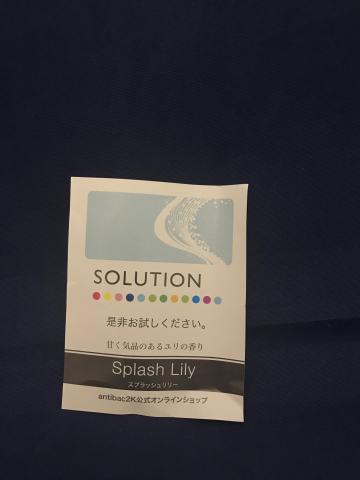 SOLUTION
是非お試しください。
甘く気品のあるユリの香り
Splash Lily
スプラッシュリリー
antibac2K公式オンラインショップ